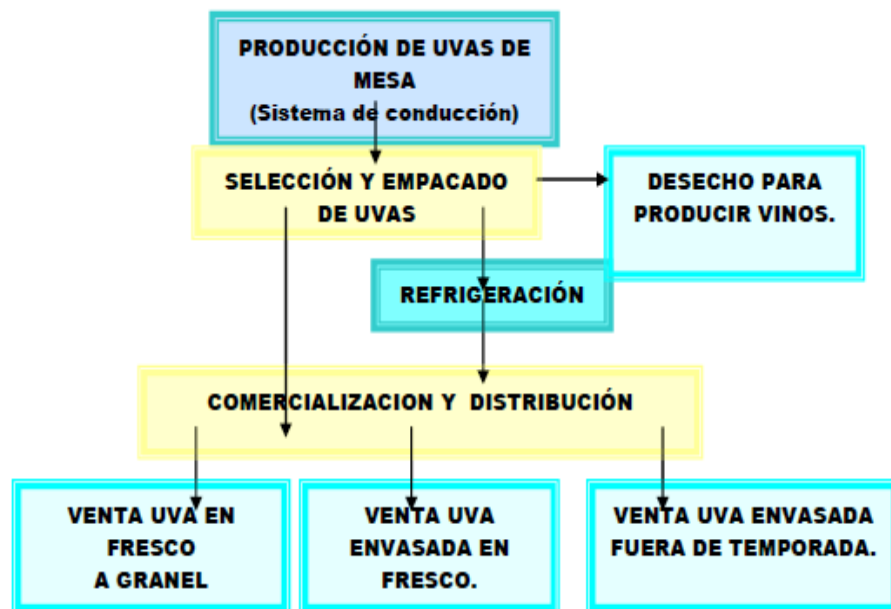 PRODUCCIÓN DE UVAS DE
MESA
(Sistema de conducción)
SELECCIÓN Y EMPACADO
DE UVAS
DESECHO PARA
PRODUCIR VINOS.
REFRIGERACIÓN
COMERCIALIZACION Y DISTRIBUCIÓN
VENTA UVA EN
FRESCO
A GRANEL
VENTA UVA
ENVASADA EN
FRESCO.
VENTA UVA ENVASADA
FUERA DE TEMPORADA.